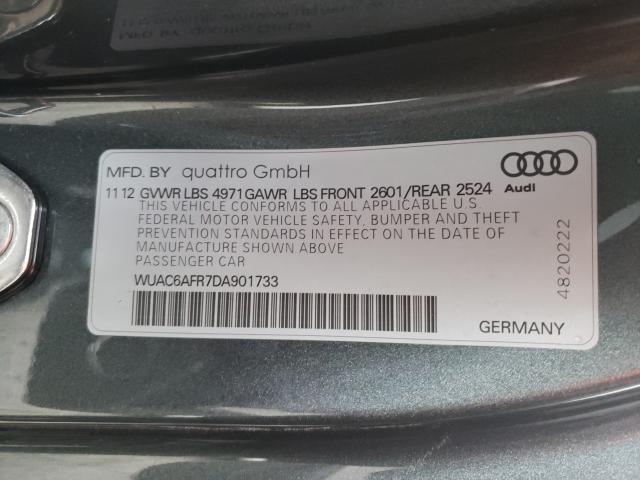 MFD. BY quattro GmbH
11 12 GVWR LBS 4971 GAWR LBS FRONT 2601/REAR 2524
THIS VEHICLE CONFORMS TO ALL APPLICABLE U.S.
FEDERAL MOTOR VEHICLE SAFETY, BUMPER AND THEFT
PREVENTION STANDARDS IN EFFECT ON THE DATE OF
MANUFACTURE SHOWN ABOVE
PASSENGER CAR
WUAC6AFR7DA901733
Audi
4820222
GERMANY